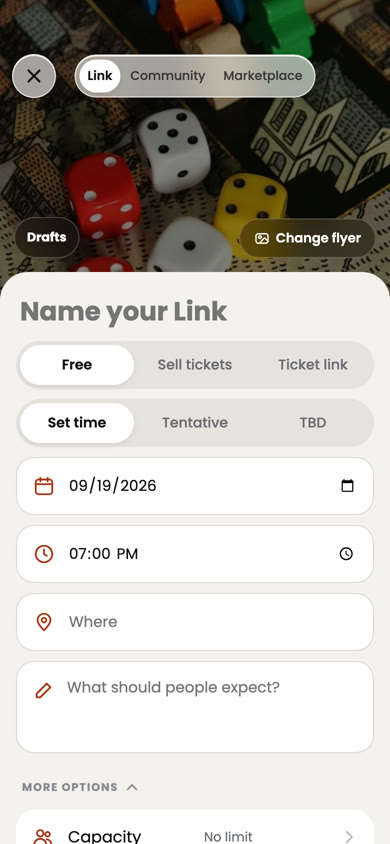 Link Community Marketplace
Drafts
Change flyer
Name your Link
Free Sell tickets Ticket link
Set time Tentative TBD
09/19/2026
07:00 PM
Where
What should people expect?
MORE OPTIONS
Capacity No limit